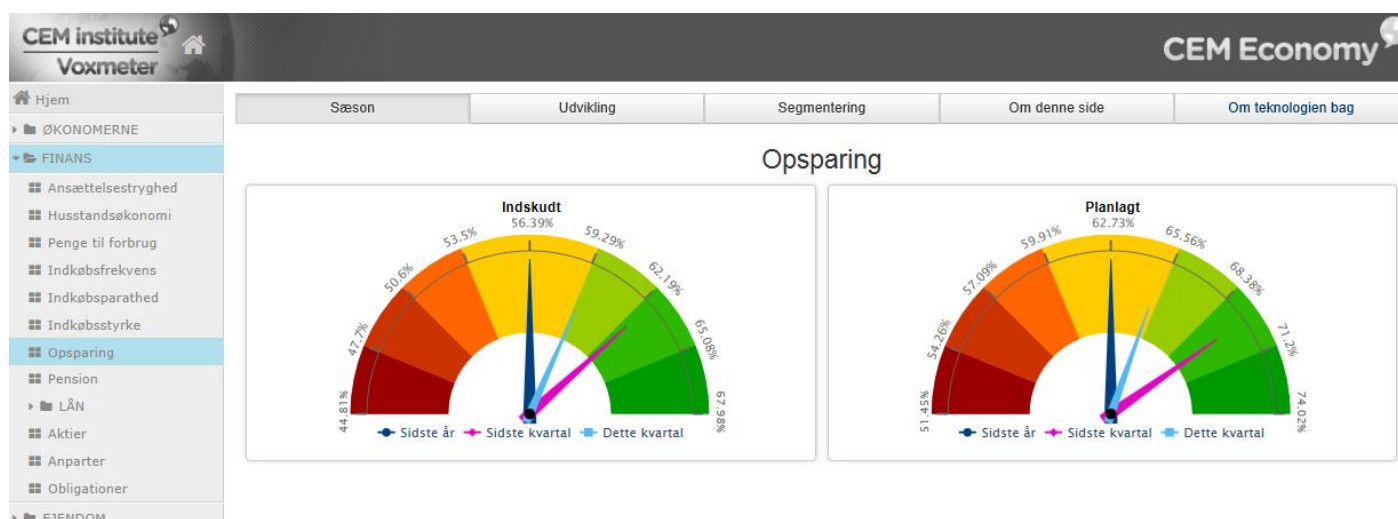 CEM institute
Voxmeter
CEM Economy
Hjem
ØKONOMERNE
FINANS
Ansættelsestryghed
Husstandsøkonomi
Penge til forbrug
Indkøbsfrekvens
Indkøbsparathed
Indkøbsstyrke
Opsparing
Pension
LÅN
Aktier
Anparter
Obligationer
EJENDOM
Sæson Udvikling Segmentering Om denne side Om teknologien bag
Opsparing
Indskudt
44.81% 47.7% 50.6% 53.5% 56.39% 59.29% 62.19% 65.08% 67.98%
Sidste år Sidste kvartal Dette kvartal
Planlagt
51.45% 54.26% 57.09% 59.91% 62.73% 65.56% 68.38% 71.2% 74.02%
Sidste år Sidste kvartal Dette kvartal